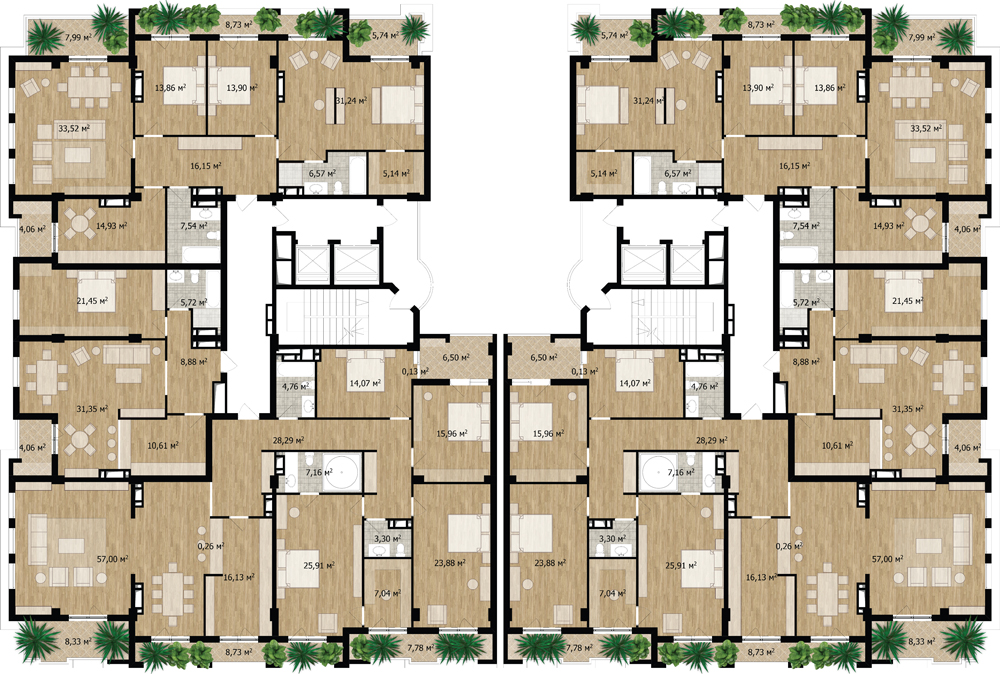 7,99 м²
8,73 м²
5,74 м²
5,74 м²
8,73 м²
7,99 м²
13,86 м²
13,90 м²
31,24 м²
31,24 м²
13,90 м²
13,86 м²
33,52 м²
33,52 м²
16,15 м²
6,57 м²
5,14 м²
5,14 м²
6,57 м²
16,15 м²
4,06 м²
14,93 м²
7,54 м²
7,54 м²
14,93 м²
4,06 м²
21,45 м²
5,72 м²
5,72 м²
21,45 м²
8,88 м²
6,50 м²
6,50 м²
8,88 м²
0,13 м²
0,13 м²
4,76 м²
14,07 м²
14,07 м²
4,76 м²
31,35 м²
15,96 м²
15,96 м²
31,35 м²
4,06 м²
10,61 м²
28,29 м²
28,29 м²
10,61 м²
4,06 м²
7,16 м²
7,16 м²
57,00 м²
0,26 м²
3,30 м²
3,30 м²
0,26 м²
57,00 м²
16,13 м²
25,91 м²
23,88 м²
23,88 м²
25,91 м²
16,13 м²
7,04 м²
7,04 м²
8,33 м²
8,73 м²
7,78 м²
7,78 м²
8,73 м²
8,33 м²